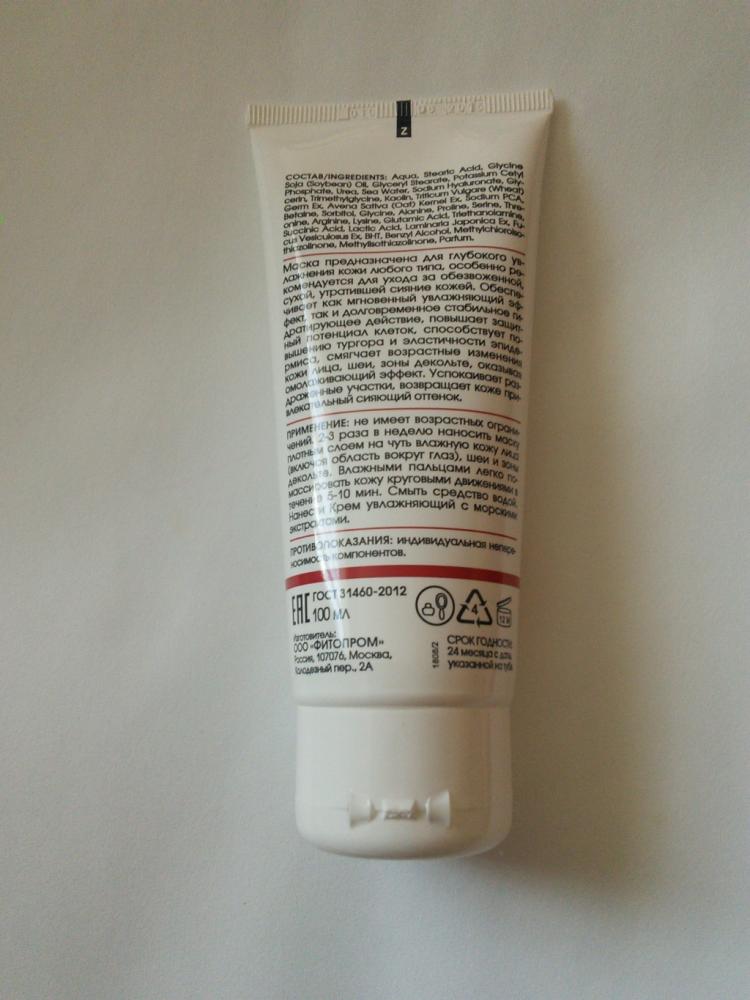 Z
СОСТАВ/INGREDIENTS: Aqua, Stearic Acid, Glycine
Soja (Soybean) Oil, Glyceryl Stearate, Potassium Cetyl
Phosphate, Urea, Sea Water, Sodium Hyaluronate, Gly-
cerin, Trimethylglycine, Kaolin, Triticum Vulgare (Wheat)
Germ Ex, Avena Sativa (Oat) Kernel Ex, Sodium PCA,
Betaine, Sorbitol, Glycine, Alanine, Proline, Serine, Thre-
onine, Arginine, Lysine, Glutamic Acid, Triethanolamine,
Succinic Acid, Lactic Acid, Laminaria Japonica Ex, Fu-
cus Vesiculosus Ex, BHT, Benzyl Alcohol, Methylchloroiso-
thiazolinone, Methylisothiazolinone, Parfum.
Маска предназначена для глубокого ув-
лажнения кожи любого типа, особенно ре-
комендуется для ухода за обезвоженной,
сухой, утратившей сияние кожей. Обеспе-
чивает как мгновенный увлажняющий эф-
фект, так и долговременное стабильное ги-
дратирующее действие, повышает защит-
ный потенциал клеток, способствует по-
вышению тургора и эластичности эпиде-
рмиса, смягчает возрастные изменения
кожи лица, шеи, зоны декольте, оказывая
омолаживающий эффект. Успокаивает раз-
драженные участки, возвращает коже при-
влекательный сияющий оттенок.
ПРИМЕНЕНИЕ: не имеет возрастных ограни-
чений. 2-3 раза в неделю наносить маску
плотным слоем на чуть влажную кожу лица
(включая область вокруг глаз), шеи и зоны
декольте. Влажными пальцами легко по-
массировать кожу круговыми движениями в
течение 5-10 мин. Смыть средство водой.
Нанести Крем увлажняющий с морскими
экстрактами.
ПРОТИВОПОКАЗАНИЯ: индивидуальная непере-
носимость компонентов.
ЕАС ГОСТ 31460-2012
100 мл
4
12 M
Изготовитель:
ООО «ФИТОПРОМ»
Россия, 107076, Москва,
Колодезный пер., 2А
1808/2
СРОК ГОДНОСТИ:
24 месяца с даты,
указанной на тубе